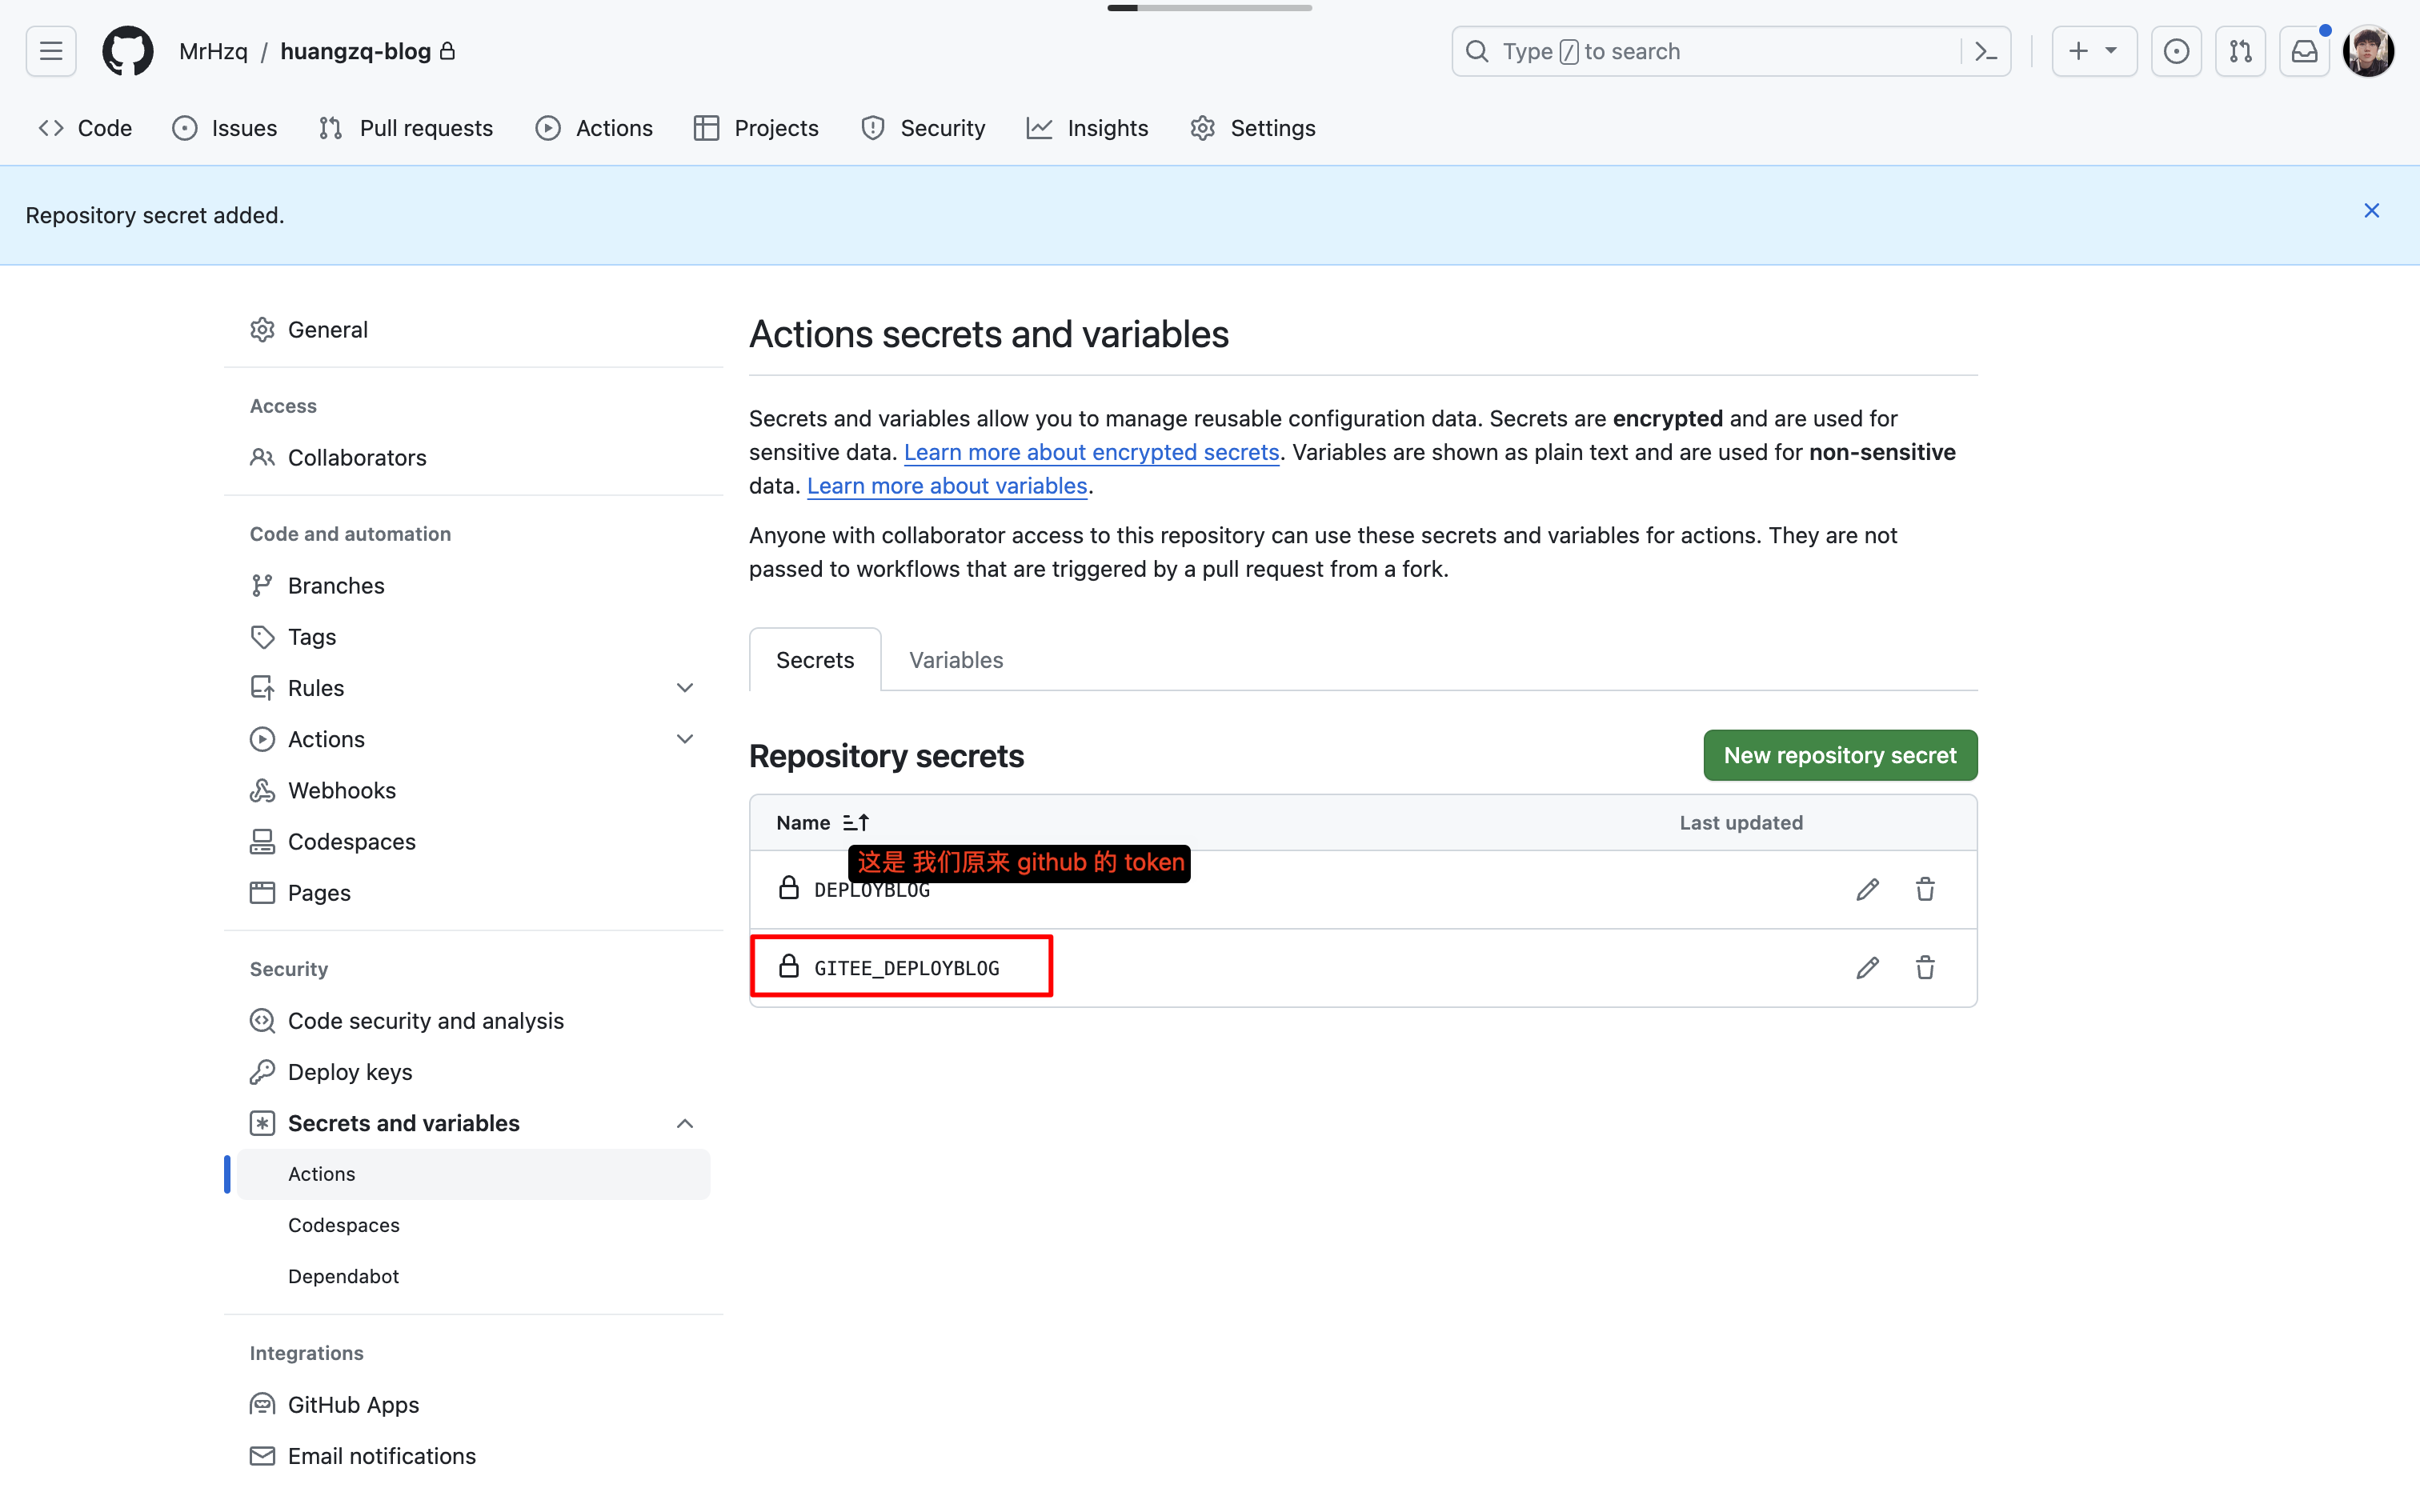 MrHzq / huangzq-blog
Type / to search
Code
Issues
Pull requests
Actions
Projects
Security
Insights
Settings
Repository secret added.
General
Access
Collaborators
Code and automation
Branches
Tags
Rules
Actions
Webhooks
Codespaces
Pages
Security
Code security and analysis
Deploy keys
Secrets and variables
Actions
Codespaces
Dependabot
Integrations
GitHub Apps
Email notifications
Actions secrets and variables
Secrets and variables allow you to manage reusable configuration data. Secrets are encrypted and are used for
sensitive data. Learn more about encrypted secrets. Variables are shown as plain text and are used for non-sensitive
data. Learn more about variables.
Anyone with collaborator access to this repository can use these secrets and variables for actions. They are not
passed to workflows that are triggered by a pull request from a fork.
Secrets
Variables
Repository secrets
New repository secret
Name
Last updated
这是 我们原来 github 的 token
DEPLOYBLOG
GITEE_DEPLOYBLOG